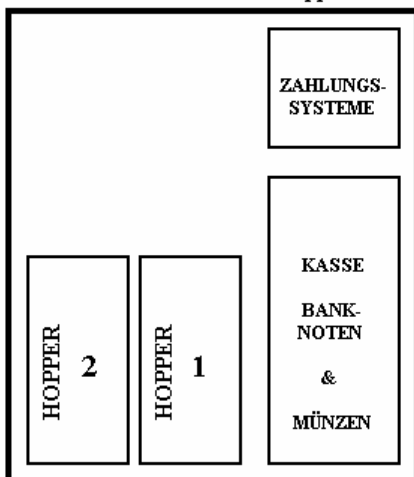 ZAHLUNGS-
SYSTEME
HOPPER 2
HOPPER 1
KASSE
BANK-
NOTEN
&
MÜNZEN